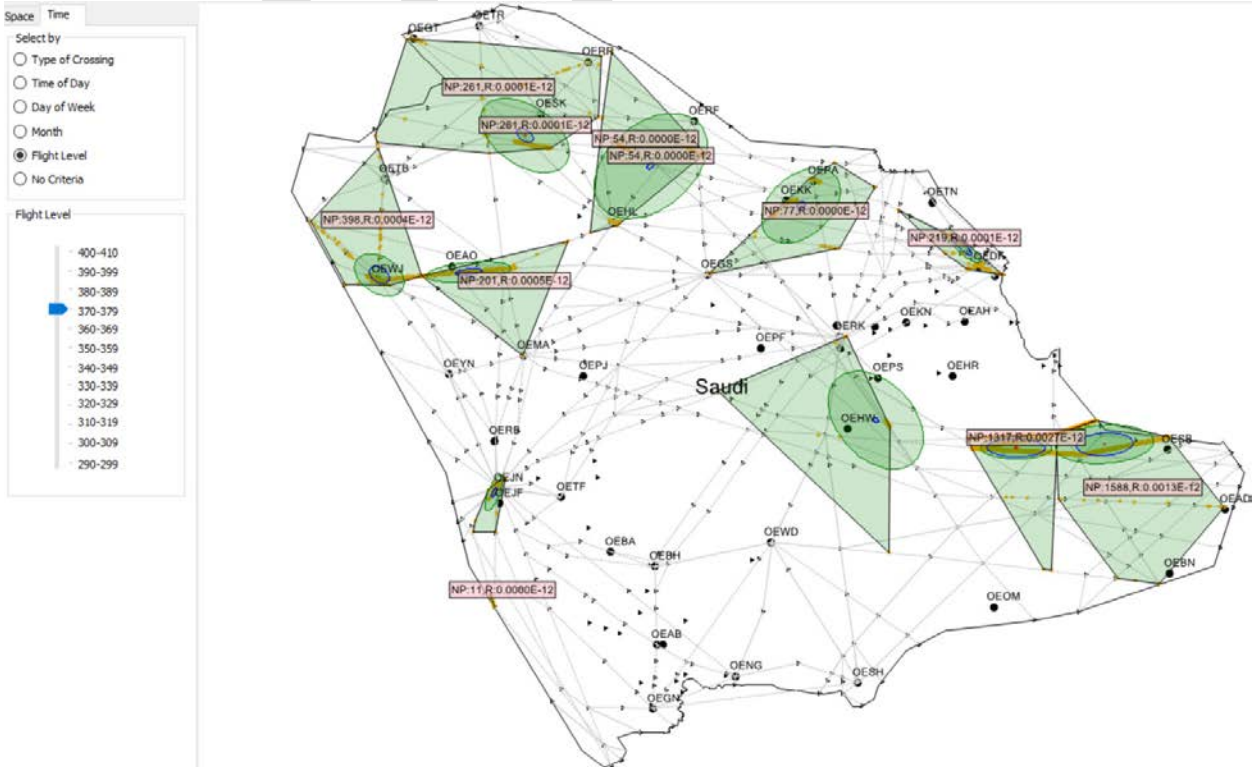 Space
Time
Select by
Type of Crossing
Time of Day
Day of Week
Month
Flight Level
No Criteria
Flight Level
400-410
390-399
380-389
370-379
360-369
350-359
340-349
330-339
320-329
310-319
300-309
290-299
OETR
OEGT
OERR
NP:261,R:0.0001E-12
OESK
OERF
NP:261,R:0.0001E-12
NP:54,R:0.0000E-12
NP:54,R:0.0000E-12
OETB
OEPA
OEKK
OETN
NP:77,R:0.0000E-12
OEHL
NP:398,R:0.0004E-12
NP:219,R:0.0001E-12
OEDF
OEAO
OEWJ
OEGS
NP:201,R:0.0005E-12
OEKN
OEAH
OERK
OEMA
OEPF
OEYN
OEPJ
OEPS
OEHR
Saudi
OEHW
OERB
NP:1317,R:0.0027E-12
OESB
OEJN
NP:1588,R:0.0013E-12
OETF
OEJF
OEAD
OEWD
OEBA
OEBH
OEBN
NP:11,R:0.0000E-12
OEOM
OEAB
OENG
OESH
OEGN